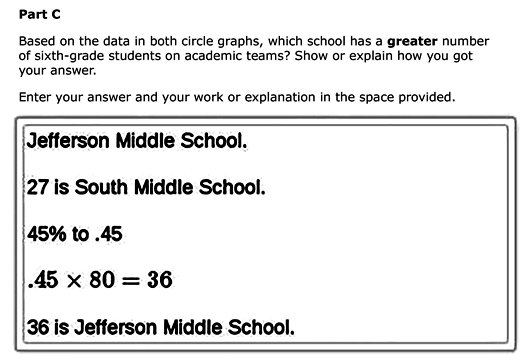 Part C
Based on the data in both circle graphs, which school has a greater number
of sixth-grade students on academic teams? Show or explain how you got
your answer.
Enter your answer and your work or explanation in the space provided.
Jefferson Middle School.
27 is South Middle School.
45% to .45
.45 × 80 = 36
36 is Jefferson Middle School.